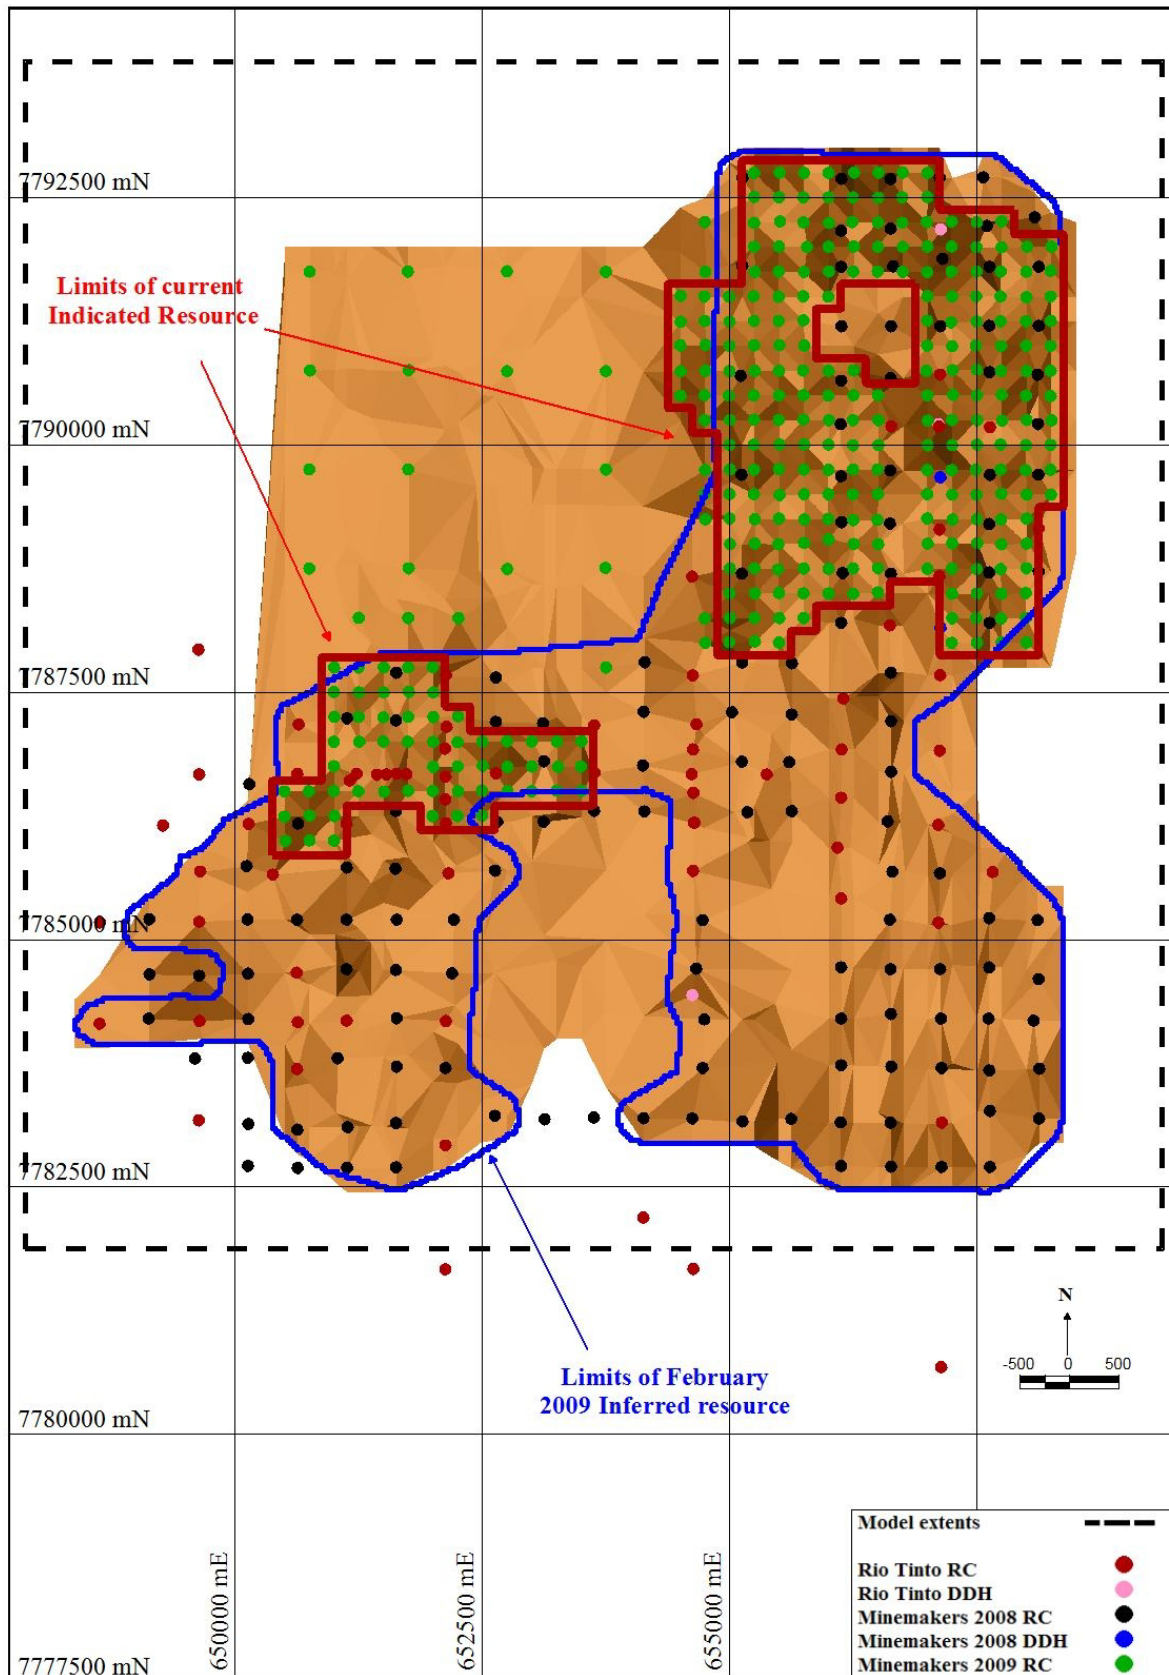 7792500 mN
Limits of current
Indicated Resource
7790000 mN
7787500 mN
7785000 mN
7782500 mN
N
-500 0 500
Limits of February
2009 Inferred resource
7780000 mN
650000 mE
652500 mE
655000 mE
Model extents
Rio Tinto RC
Rio Tinto DDH
Minemakers 2008 RC
Minemakers 2008 DDH
Minemakers 2009 RC
7777500 mN